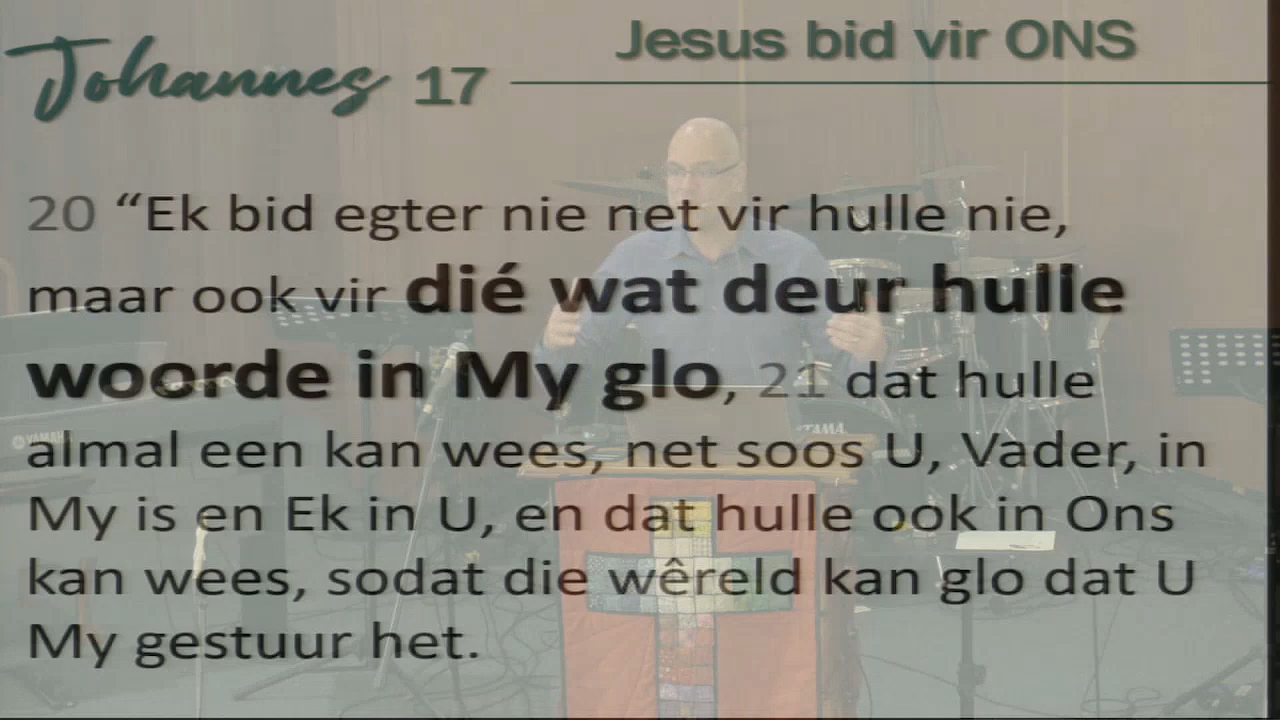 Jesus bid vir ONS
Johannes 17
20 “Ek bid egter nie net vir hulle nie,
maar ook vir dié wat deur hulle
woorde in My glo, 21 dat hulle
almal een kan wees, net soos U, Vader, in
My is en Ek in U, en dat hulle ook in Ons
kan wees, sodat die wêreld kan glo dat U
My gestuur het.
YAMAHA
TAMA